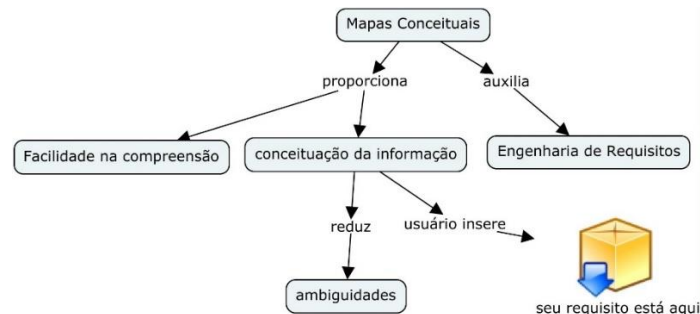 Mapas Conceituais
proporciona
auxilia
Facilidade na compreensão
conceituação da informação
Engenharia de Requisitos
reduz
usuário insere
ambiguidades
seu requisito está aqui